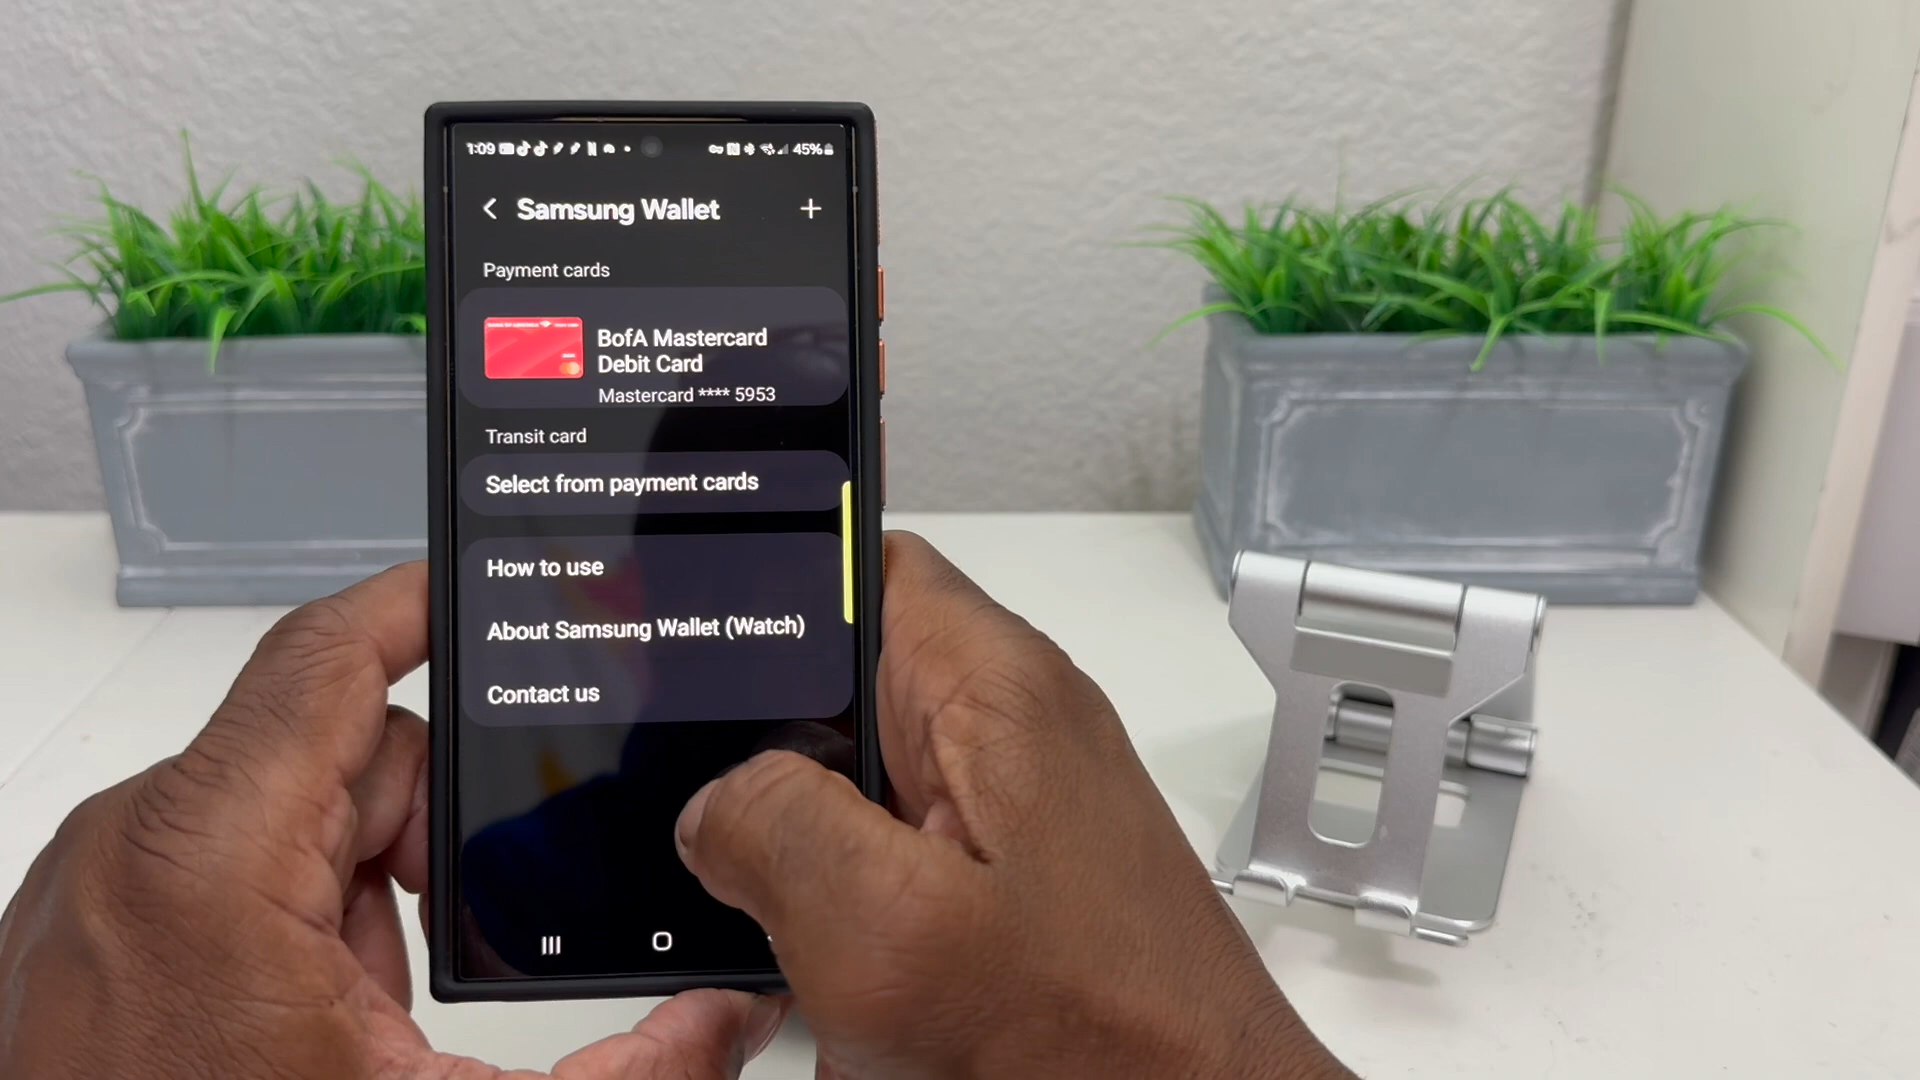 1:09 45%
Samsung Wallet
Payment cards
BofA Mastercard
Debit Card
Mastercard **** 5953
Transit card
Select from payment cards
How to use
About Samsung Wallet (Watch)
Contact us